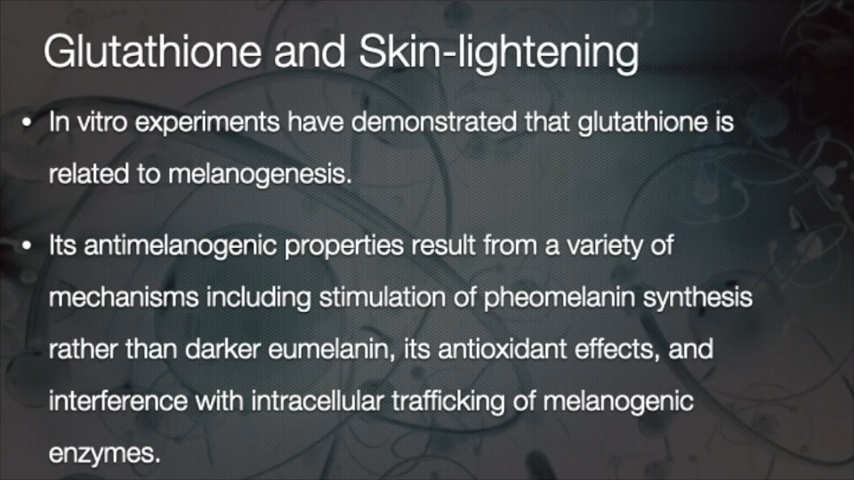 Glutathione and Skin-lightening
• In vitro experiments have demonstrated that glutathione is
related to melanogenesis.
• Its antimelanogenic properties result from a variety of
mechanisms including stimulation of pheomelanin synthesis
rather than darker eumelanin, its antioxidant effects, and
interference with intracellular trafficking of melanogenic
enzymes.